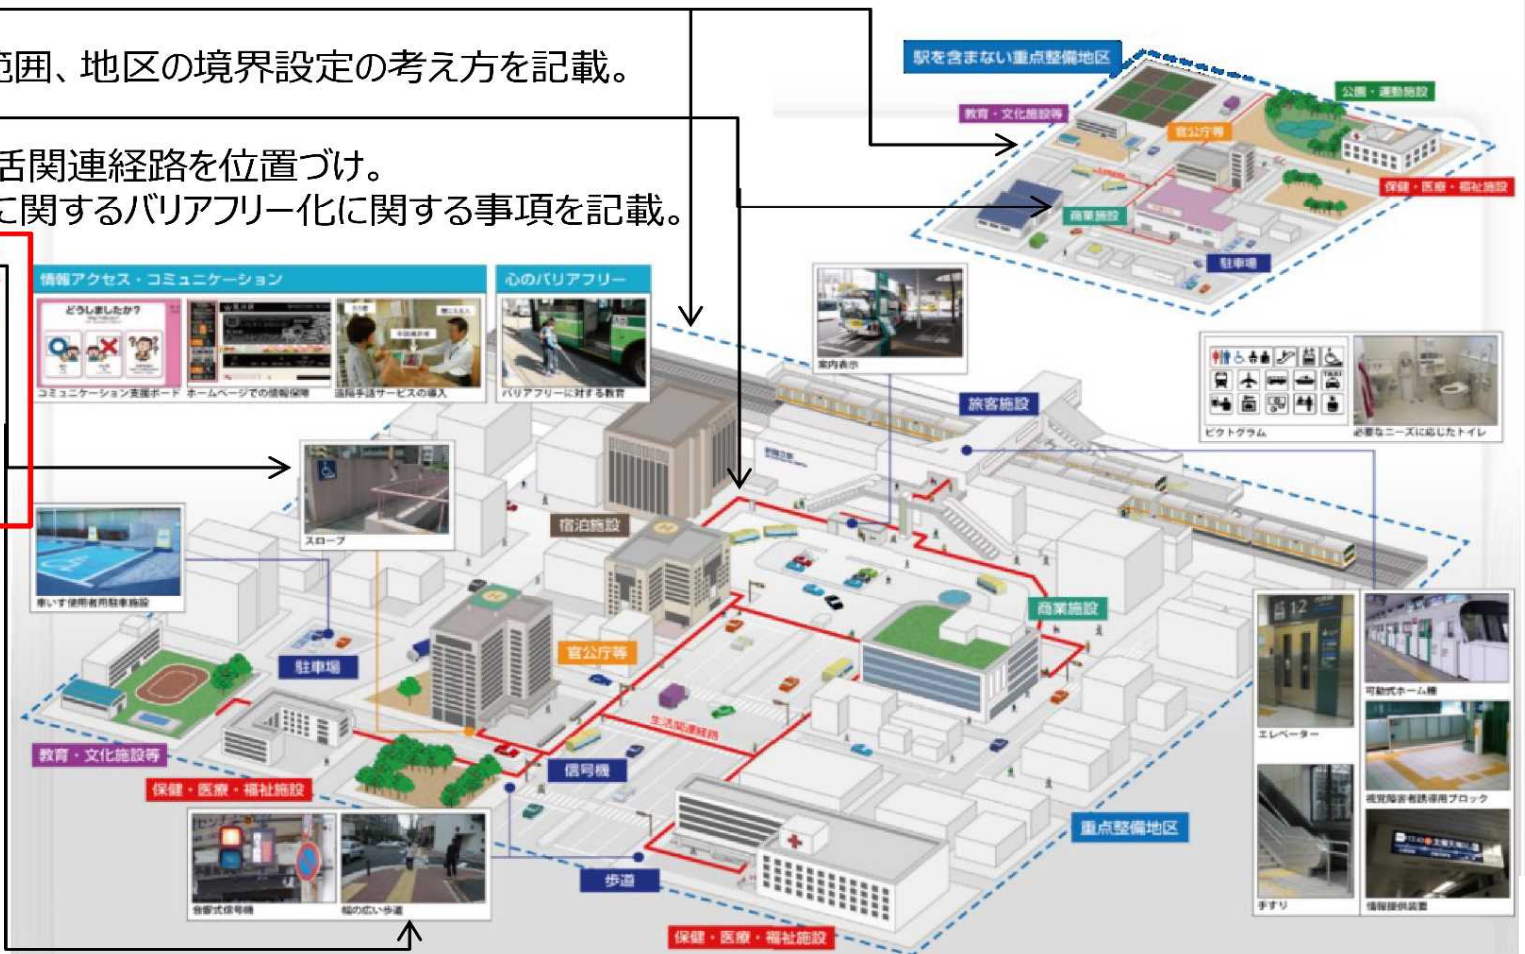 範囲、地区の境界設定の考え方を記載。
活関連経路を位置づけ。
に関するバリアフリー化に関する事項を記載。
駅を含まない重点整備地区
公園・運動施設
教育・文化施設等
官公庁等
保健・医療・福祉施設
商業施設
駐車場
情報アクセス・コミュニケーション
心のバリアフリー
どうしましたか?
コミュニケーション支援ボード
ホームページでの情報保障
遠隔手話サービスの導入
バリアフリーに対する教育
案内表示
旅客施設
ピクトグラム
必要なニーズに応じたトイレ
スロープ
宿泊施設
車いす使用者用駐車施設
商業施設
駐車場
官公庁等
12
エレベーター
可動式ホーム柵
生活関連経路
教育・文化施設等
信号機
保健・医療・福祉施設
視覚障害者誘導用ブロック
重点整備地区
歩道
音響式信号機
幅の広い歩道
手すり
情報提供装置
保健・医療・福祉施設